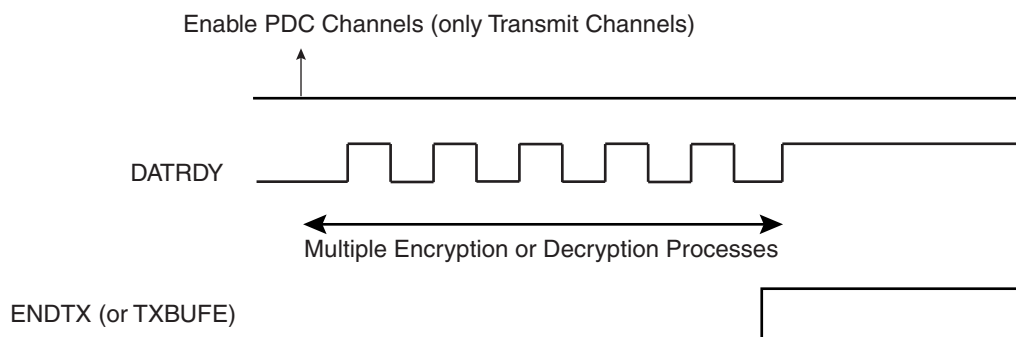 Enable PDC Channels (only Transmit Channels)
DATRDY
Multiple Encryption or Decryption Processes
ENDTX (or TXBUFE)